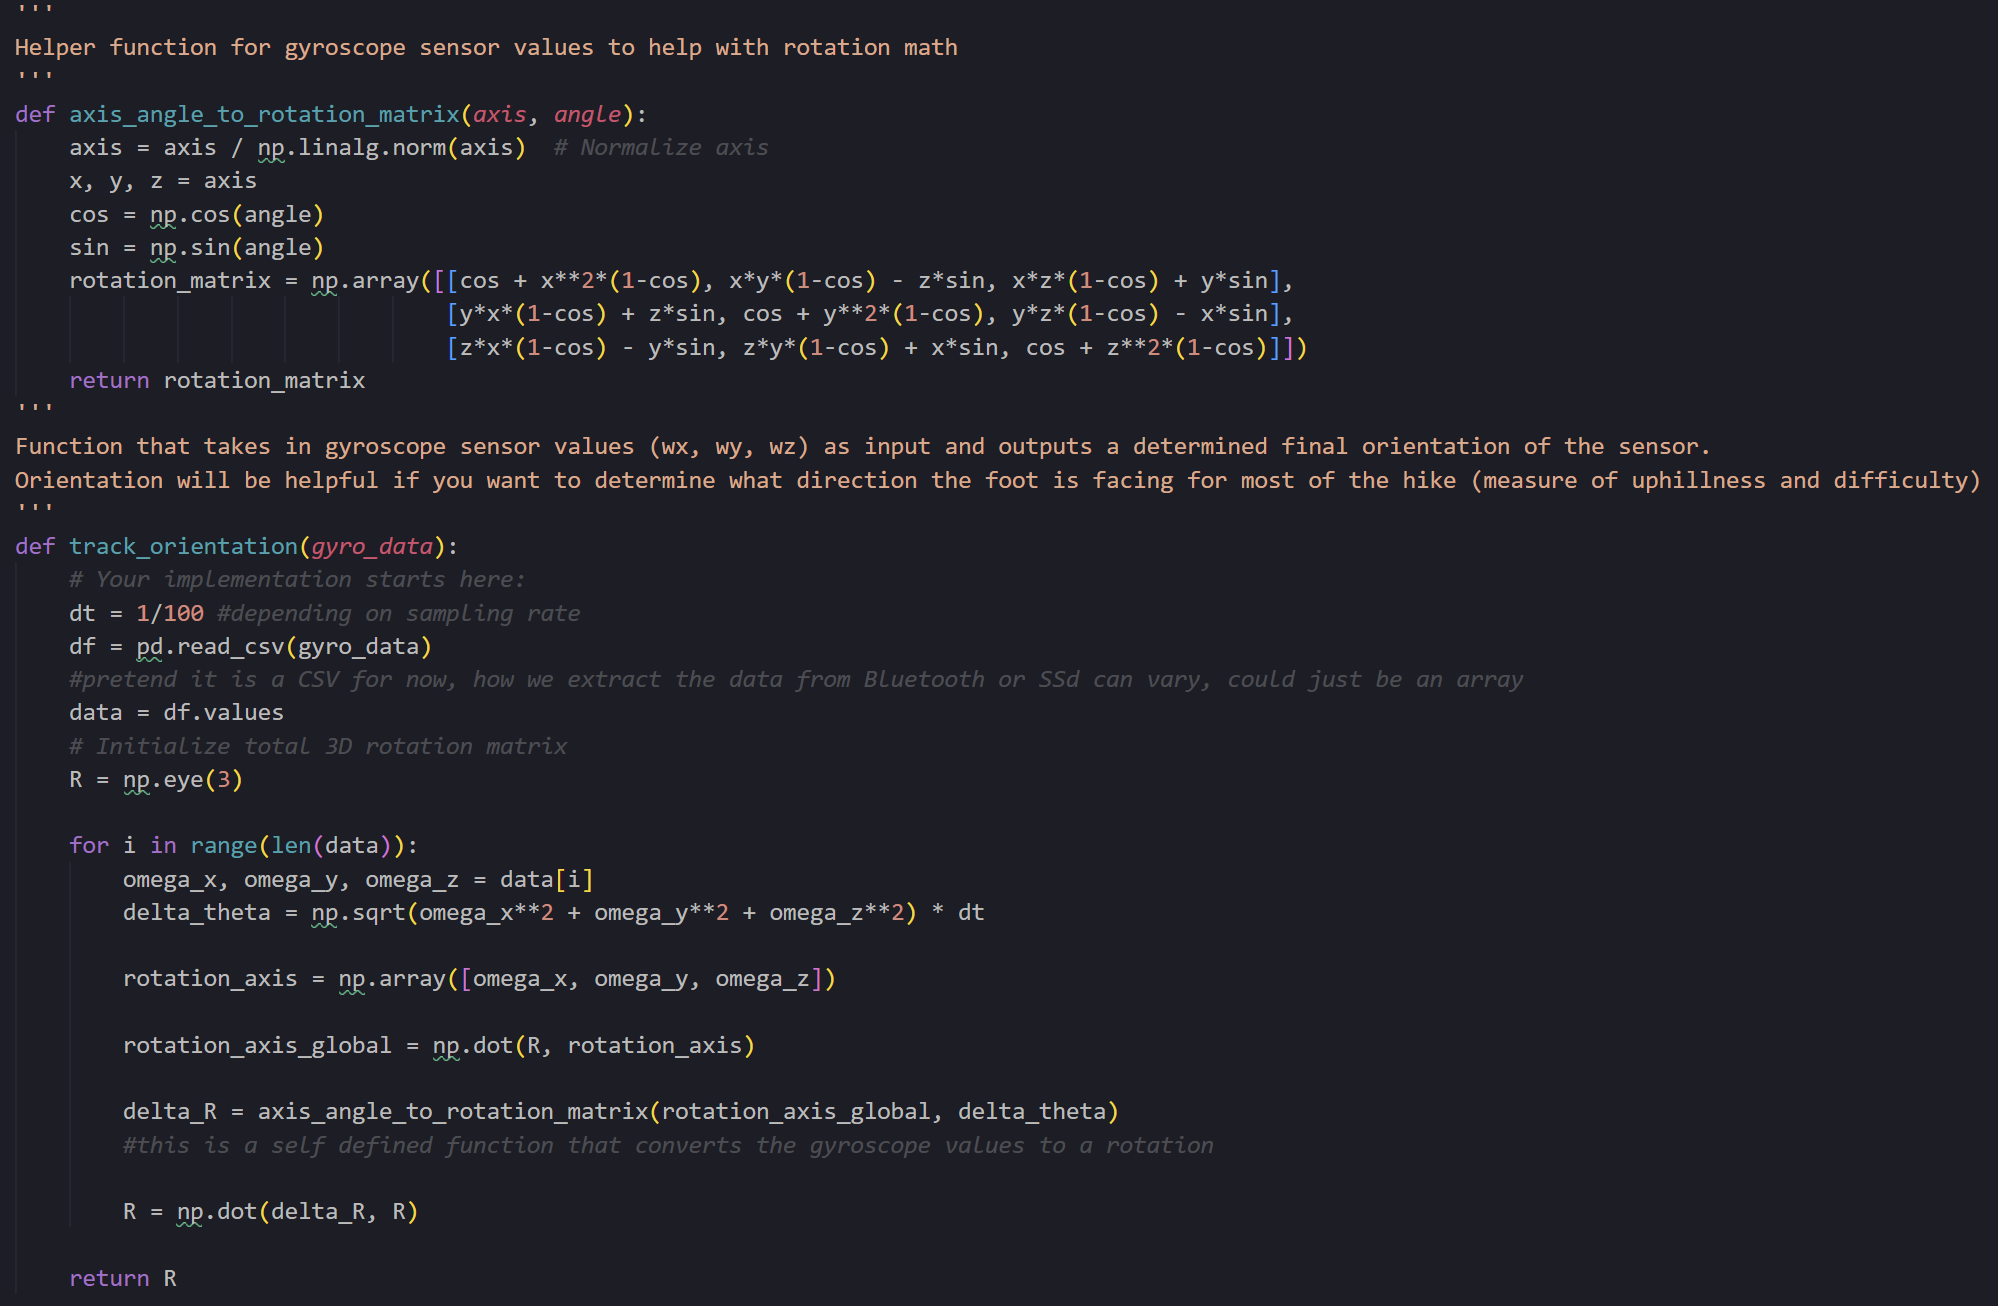 '''
Helper function for gyroscope sensor values to help with rotation math
'''
def axis_angle_to_rotation_matrix(axis, angle):
    axis = axis / np.linalg.norm(axis)  # Normalize axis
    x, y, z = axis
    cos = np.cos(angle)
    sin = np.sin(angle)
    rotation_matrix = np.array([[cos + x**2*(1-cos), x*y*(1-cos) - z*sin, x*z*(1-cos) + y*sin],
                                [y*x*(1-cos) + z*sin, cos + y**2*(1-cos), y*z*(1-cos) - x*sin],
                                [z*x*(1-cos) - y*sin, z*y*(1-cos) + x*sin, cos + z**2*(1-cos)]])
    return rotation_matrix
'''
Function that takes in gyroscope sensor values (wx, wy, wz) as input and outputs a determined final orientation of the sensor.
Orientation will be helpful if you want to determine what direction the foot is facing for most of the hike (measure of uphillness and difficulty)
'''
def track_orientation(gyro_data):
    # Your implementation starts here:
    dt = 1/100 #depending on sampling rate
    df = pd.read_csv(gyro_data)
    #pretend it is a CSV for now, how we extract the data from Bluetooth or SSd can vary, could just be an array
    data = df.values
    # Initialize total 3D rotation matrix
    R = np.eye(3)

    for i in range(len(data)):
        omega_x, omega_y, omega_z = data[i]
        delta_theta = np.sqrt(omega_x**2 + omega_y**2 + omega_z**2) * dt

        rotation_axis = np.array([omega_x, omega_y, omega_z])

        rotation_axis_global = np.dot(R, rotation_axis)

        delta_R = axis_angle_to_rotation_matrix(rotation_axis_global, delta_theta)
        #this is a self defined function that converts the gyroscope values to a rotation

        R = np.dot(delta_R, R)

    return R